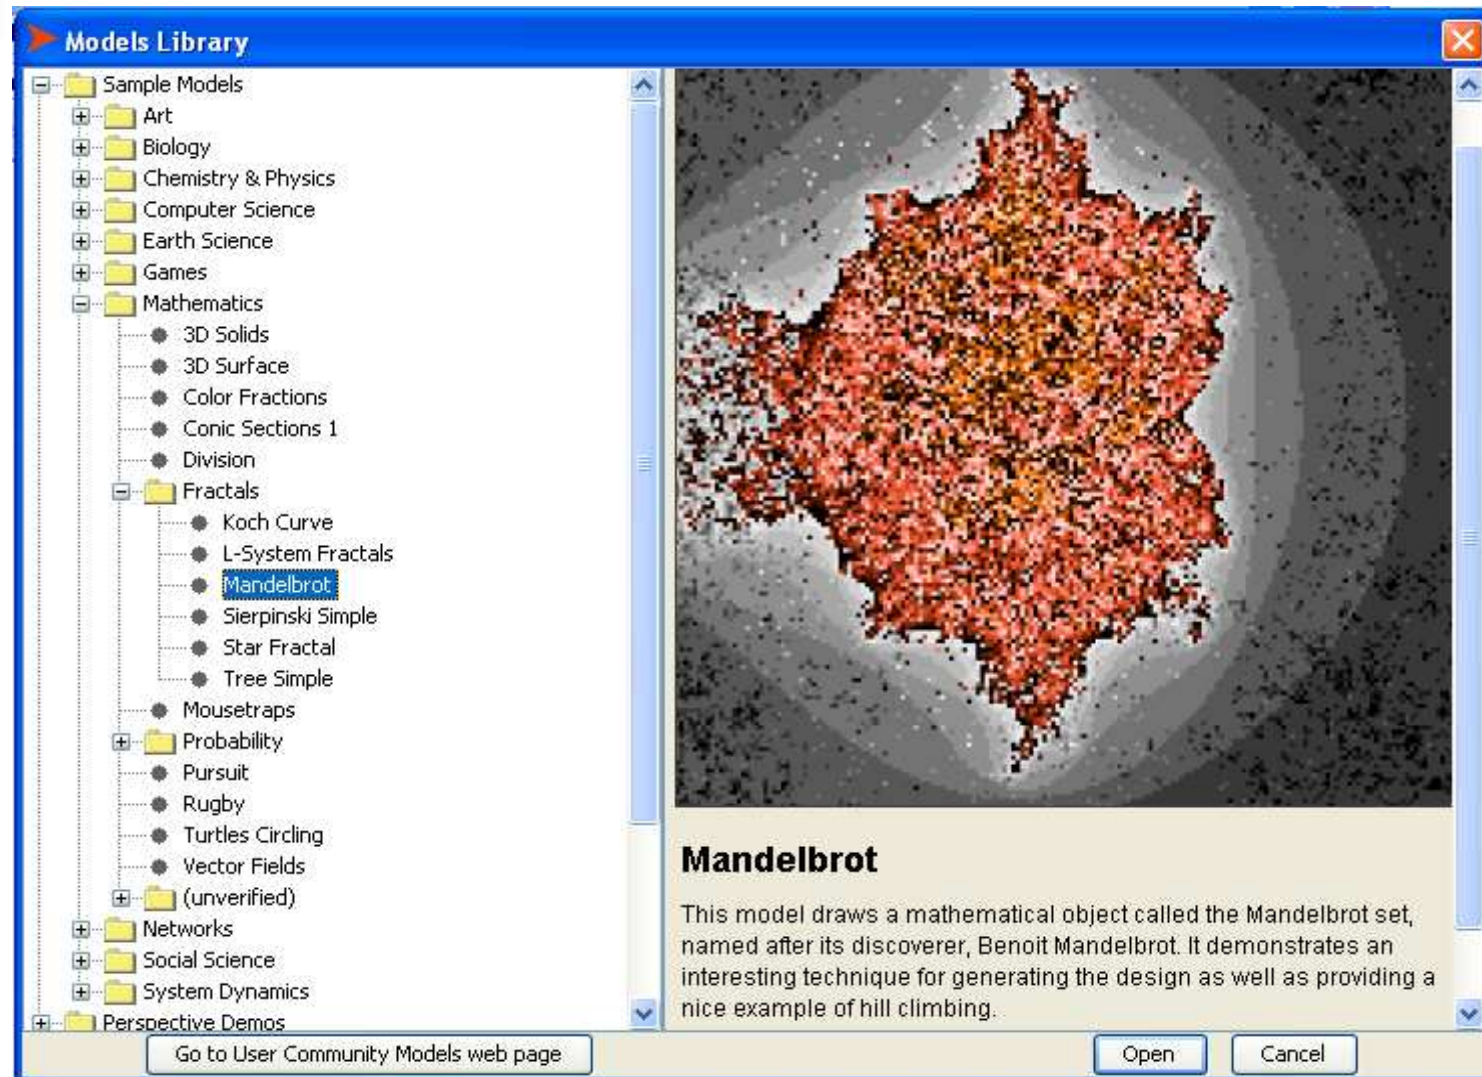 Models Library
Sample Models
Art
Biology
Chemistry & Physics
Computer Science
Earth Science
Games
Mathematics
3D Solids
3D Surface
Color Fractions
Conic Sections 1
Division
Fractals
Koch Curve
L-System Fractals
Mandelbrot
Sierpinski Simple
Star Fractal
Tree Simple
Mousetraps
Probability
Pursuit
Rugby
Turtles Circling
Vector Fields
(unverified)
Networks
Social Science
System Dynamics
Perspective Demos
Mandelbrot
This model draws a mathematical object called the Mandelbrot set,
named after its discoverer, Benoit Mandelbrot. It demonstrates an
interesting technique for generating the design as well as providing a
nice example of hill climbing.
Go to User Community Models web page
Open
Cancel